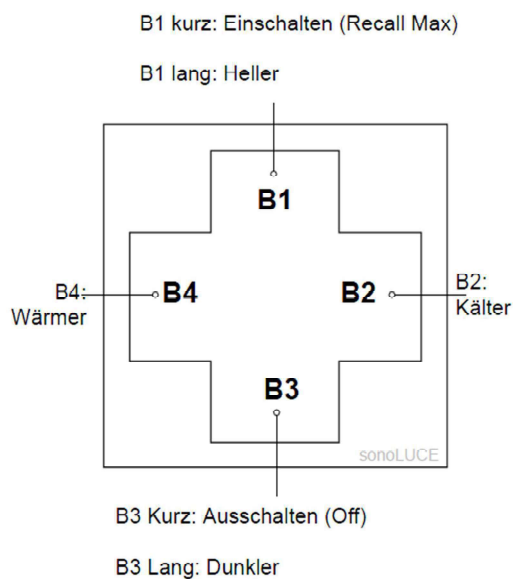 B1 kurz: Einschalten (Recall Max)
B1 lang: Heller
B1
B4:
Wärmer
B4
B2
B2:
Kälter
B3
sonoLUCE
B3 Kurz: Ausschalten (Off)
B3 Lang: Dunkler